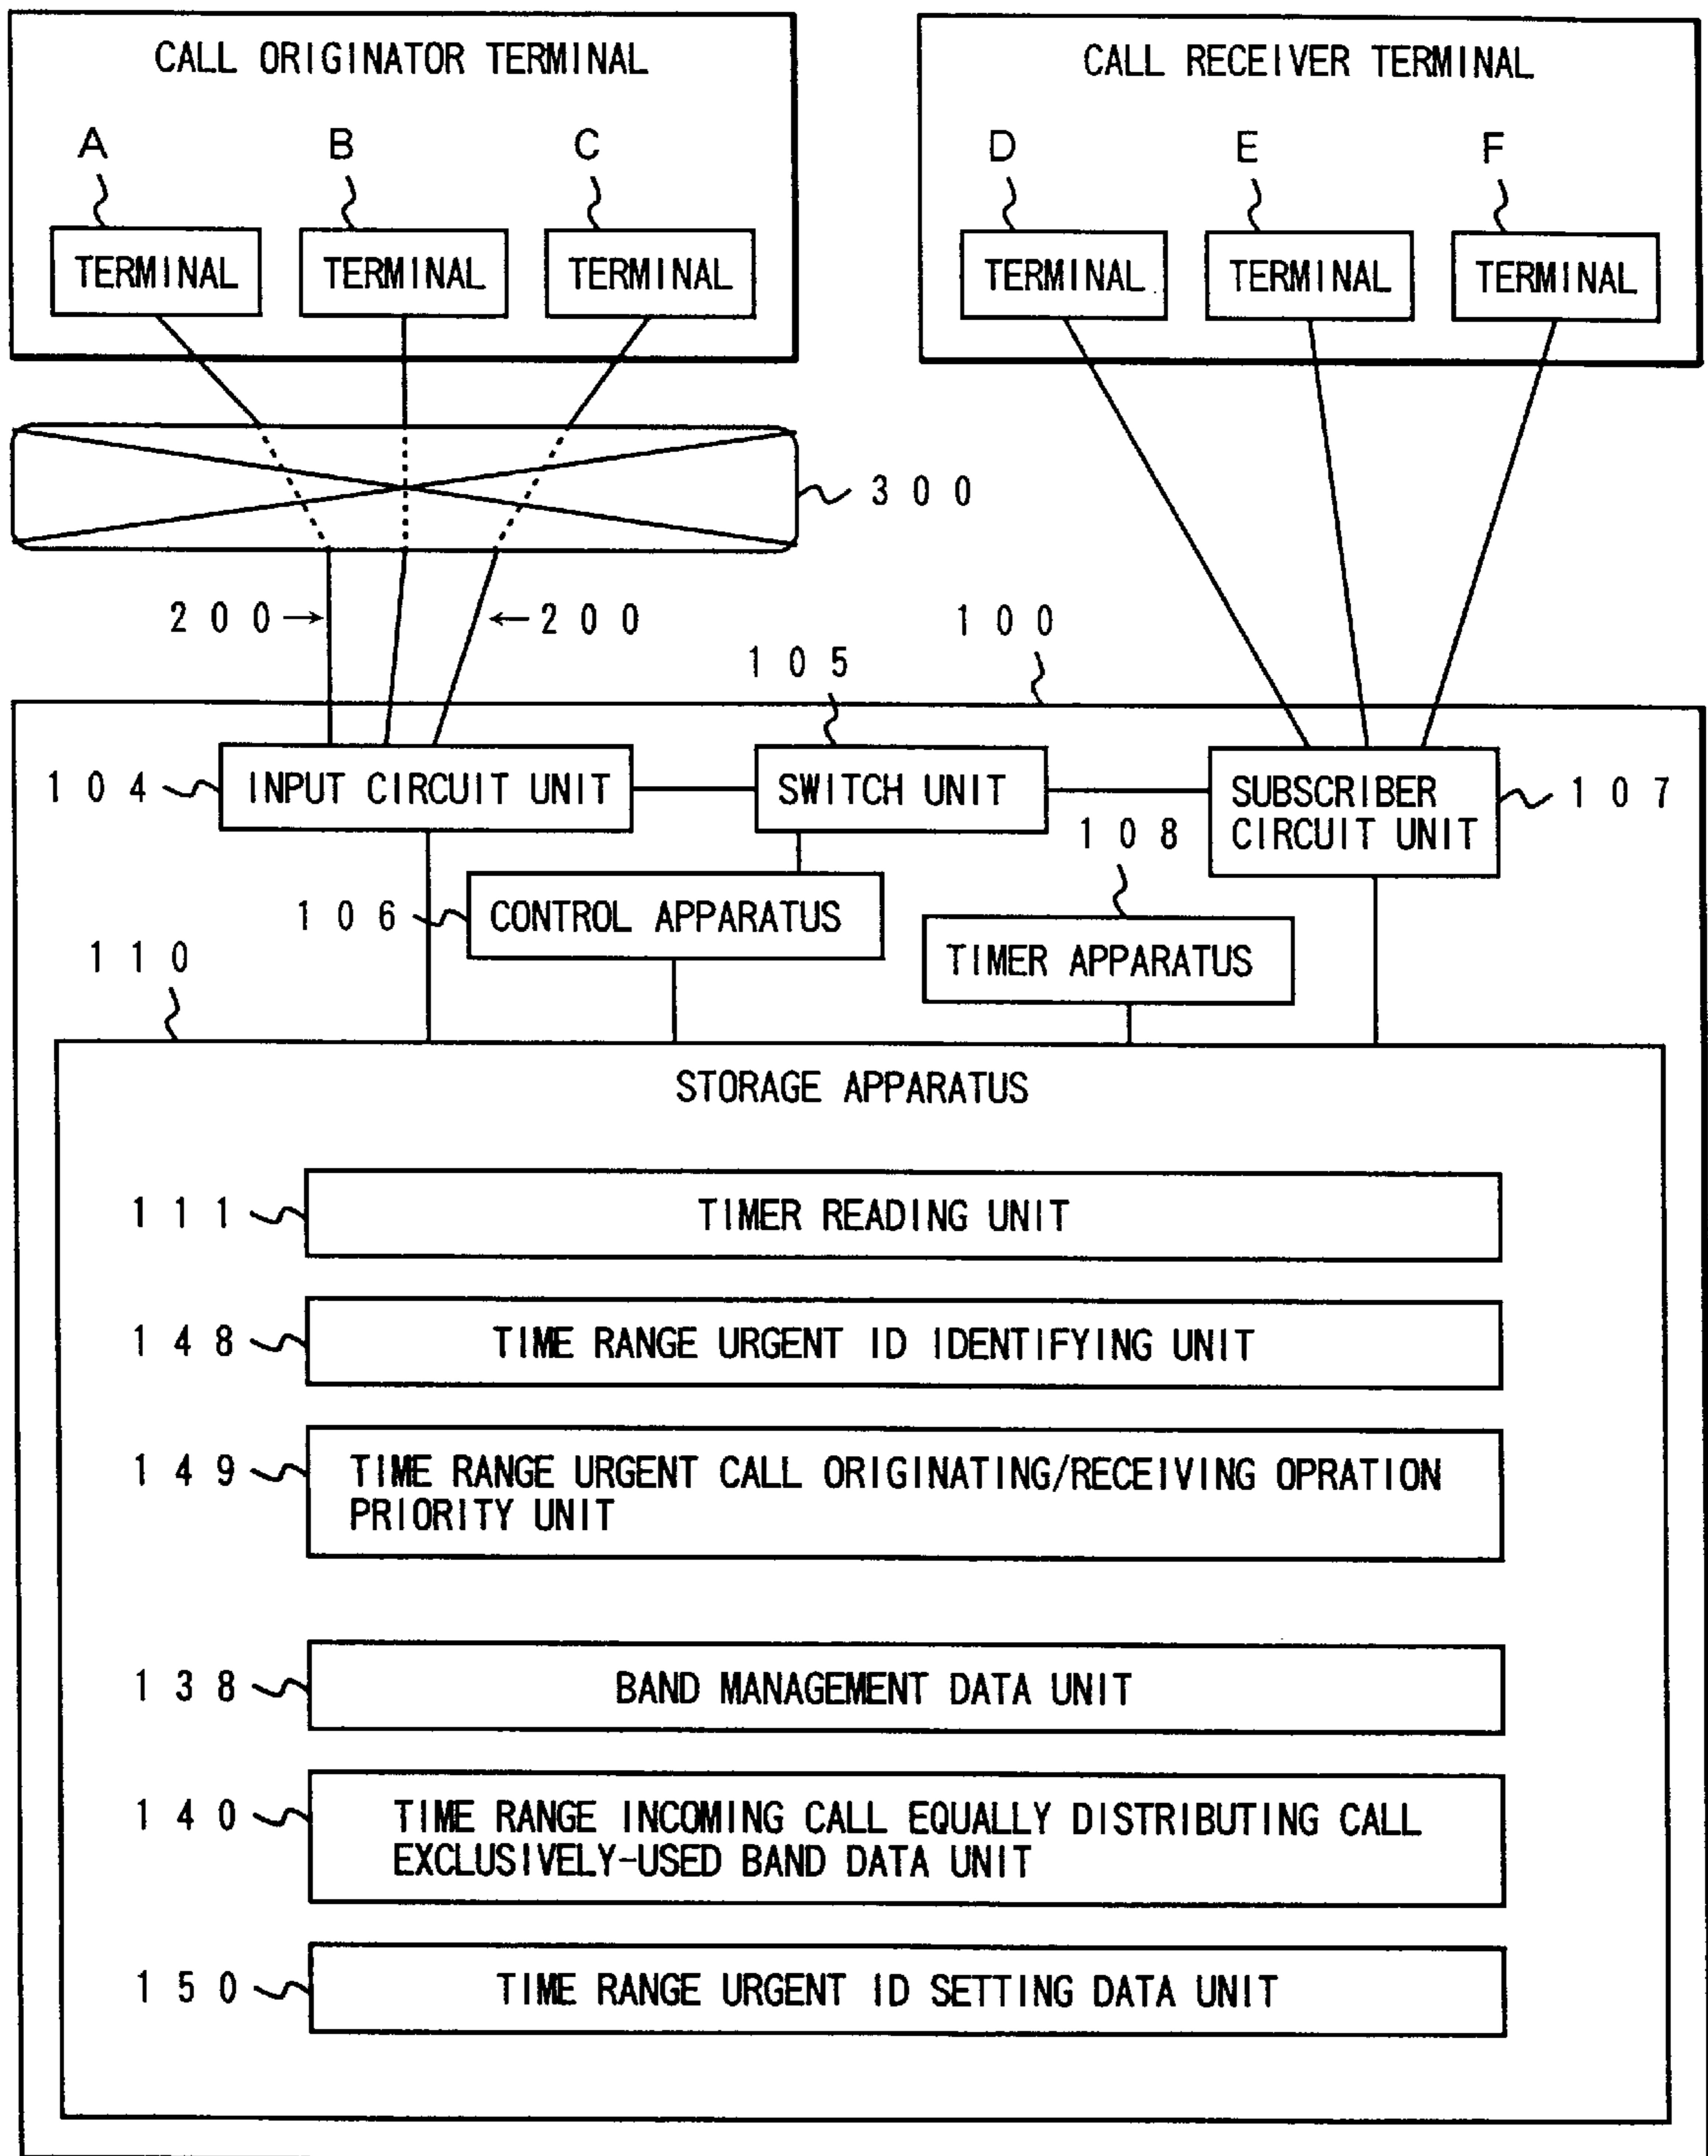 CALL ORIGINATOR TERMINAL
A
B
C
TERMINAL
TERMINAL
TERMINAL
CALL RECEIVER TERMINAL
D
E
F
TERMINAL
TERMINAL
TERMINAL
300
200
200
100
105
104
INPUT CIRCUIT UNIT
SWITCH UNIT
SUBSCRIBER
CIRCUIT UNIT
107
108
106
CONTROL APPARATUS
TIMER APPARATUS
110
STORAGE APPARATUS
111
TIMER READING UNIT
148
TIME RANGE URGENT ID IDENTIFYING UNIT
149
TIME RANGE URGENT CALL ORIGINATING/RECEIVING OPRATION
PRIORITY UNIT
138
BAND MANAGEMENT DATA UNIT
140
TIME RANGE INCOMING CALL EQUALLY DISTRIBUTING CALL
EXCLUSIVELY-USED BAND DATA UNIT
150
TIME RANGE URGENT ID SETTING DATA UNIT